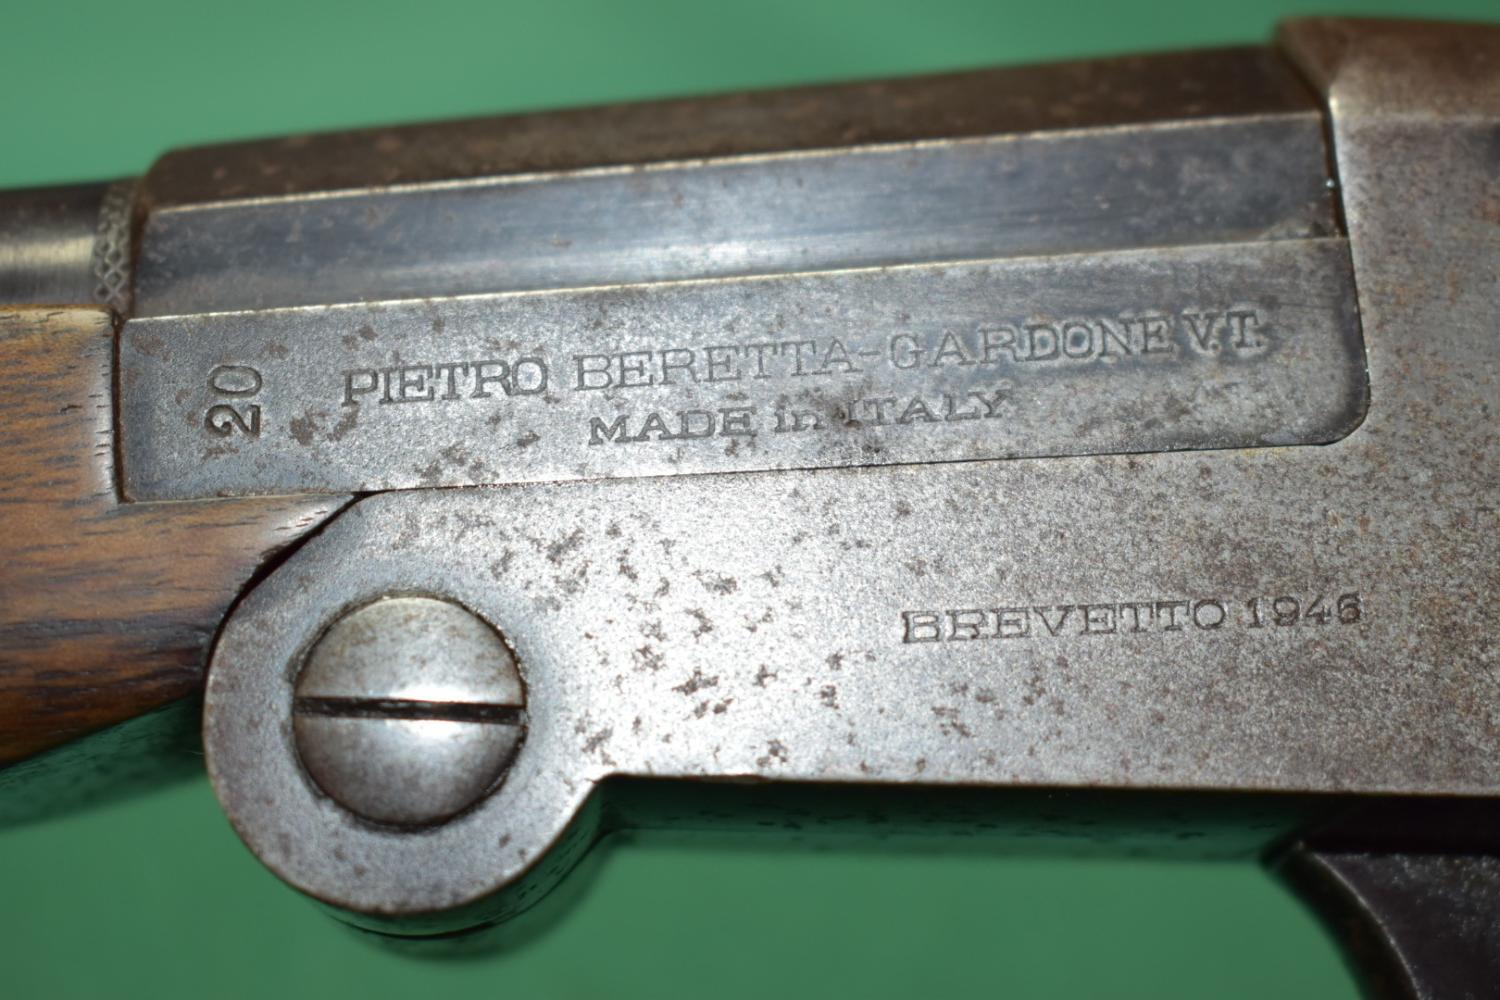 20
PIETRO BERETTA-GARDONE V.T.
MADE in ITALY
BREVETTO 1946